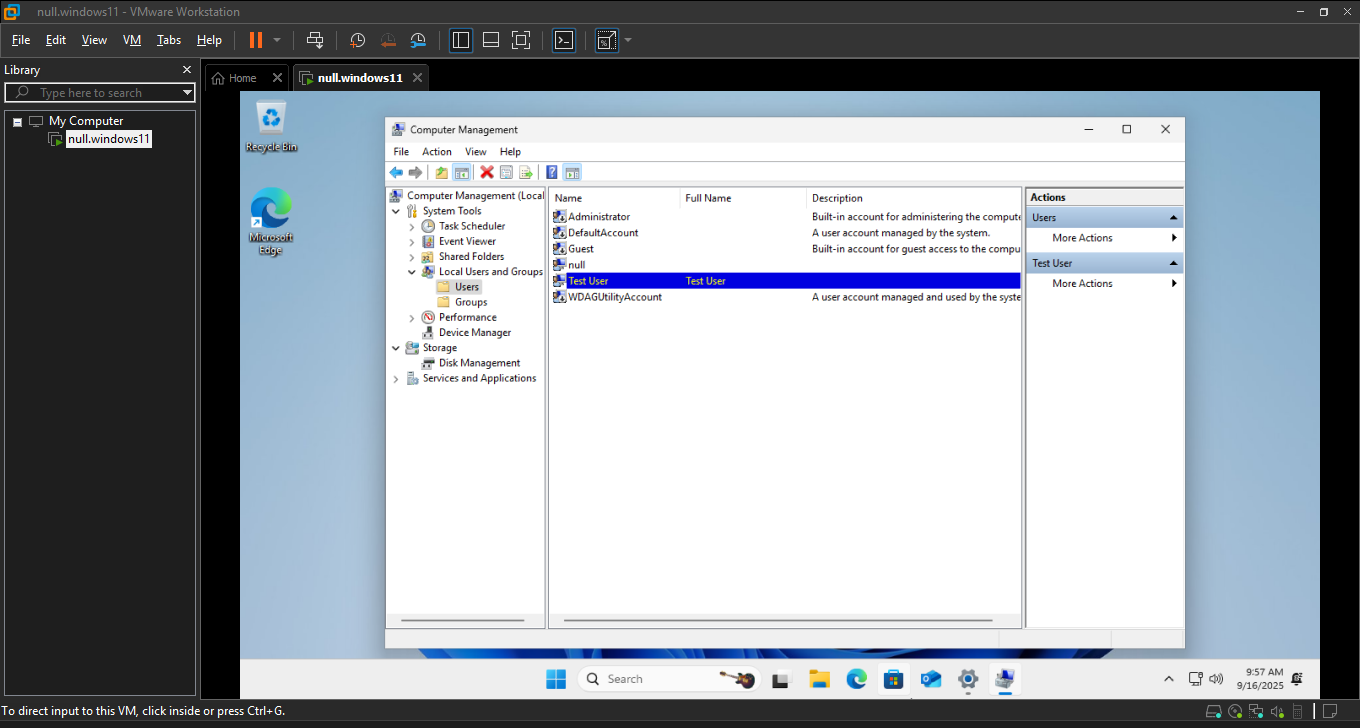 null.windows11 - VMware Workstation
File Edit View VM Tabs Help
Library
Type here to search
My Computer
null.windows11
Home
null.windows11
Recycle Bin
Microsoft
Edge
Computer Management
File Action View Help
Computer Management (Local
System Tools
Task Scheduler
Event Viewer
Shared Folders
Local Users and Groups
Users
Groups
Performance
Device Manager
Storage
Disk Management
Services and Applications
Name Full Name Description
Administrator Built-in account for administering the compute
DefaultAccount A user account managed by the system.
Guest Built-in account for guest access to the compu
null
Test User Test User
WDAGUtilityAccount A user account managed and used by the syste
Actions
Users
More Actions
Test User
More Actions
Search
9:57 AM
9/16/2025
To direct input to this VM, click inside or press Ctrl+G.